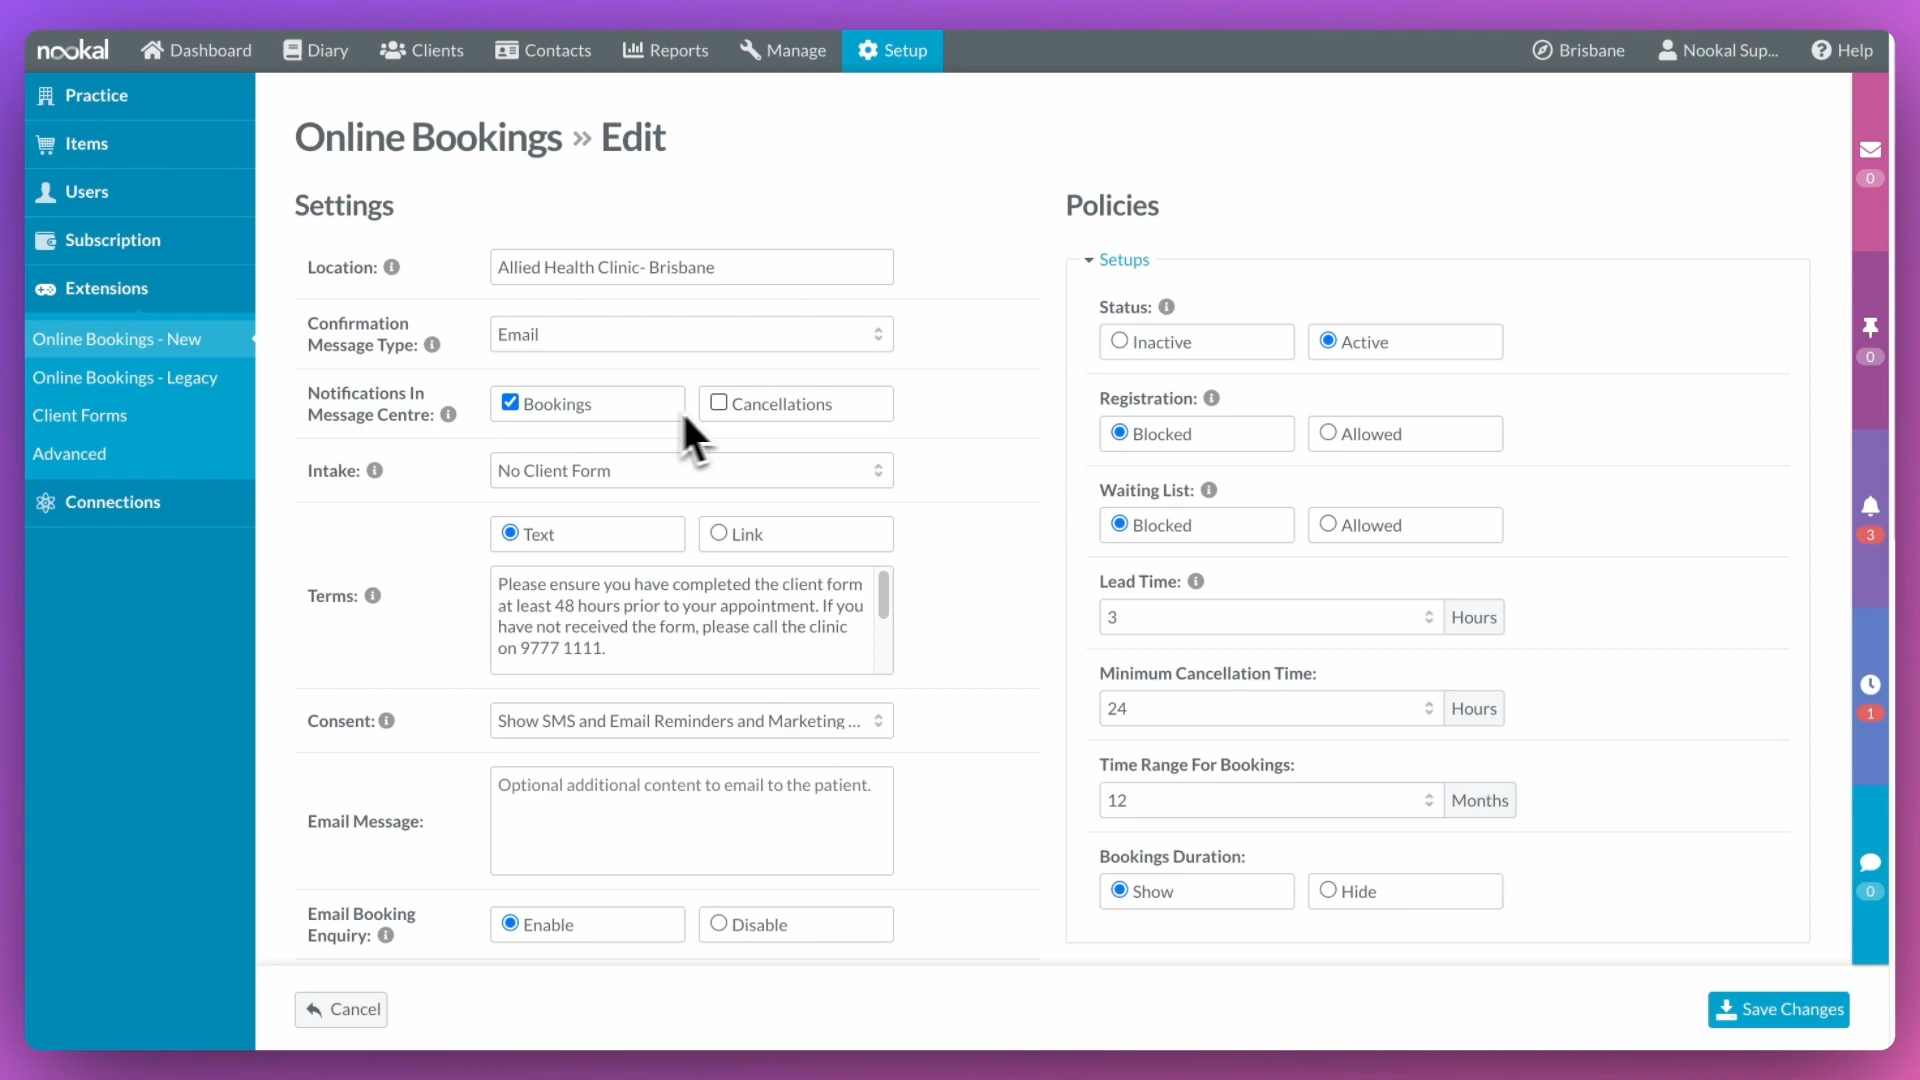 nookal
Dashboard
Diary
Clients
Contacts
Reports
Manage
Setup
Brisbane
Nookal Sup...
Help
Practice
Items
Users
Subscription
Extensions
Online Bookings - New
Online Bookings - Legacy
Client Forms
Advanced
Connections
Online Bookings » Edit
Settings
Location:
Allied Health Clinic- Brisbane
Confirmation
Message Type:
Email
Notifications In
Message Centre:
Bookings
Cancellations
Intake:
No Client Form
Text
Link
Terms:
Please ensure you have completed the client form
at least 48 hours prior to your appointment. If you
have not received the form, please call the clinic
on 9777 1111.
Consent:
Show SMS and Email Reminders and Marketing ...
Email Message:
Optional additional content to email to the patient.
Email Booking
Enquiry:
Enable
Disable
Policies
Setups
Status:
Inactive
Active
Registration:
Blocked
Allowed
Waiting List:
Blocked
Allowed
Lead Time:
3
Hours
Minimum Cancellation Time:
24
Hours
Time Range For Bookings:
12
Months
Bookings Duration:
Show
Hide
0
0
3
1
0
Cancel
Save Changes